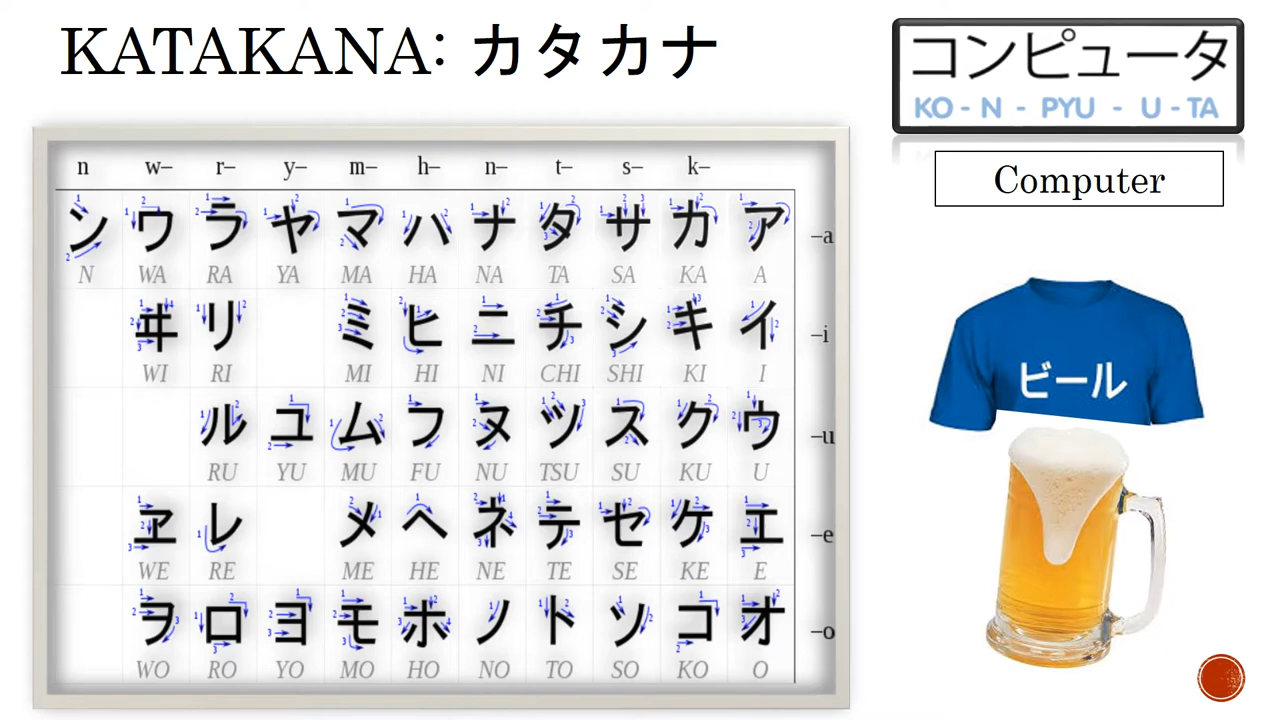 KATAKANA: カタカナ
n w– r– y– m– h– n– t– s– k–
ン ワ ラ ヤ マ ハ ナ タ サ カ ア –a
N WA RA YA MA HA NA TA SA KA A
ヰ リ ミ ヒ ニ チ シ キ イ –i
WI RI MI HI NI CHI SHI KI I
ル ユ ム フ ヌ ツ ス ク ウ –u
RU YU MU FU NU TSU SU KU U
ヱ レ メ ヘ ネ テ セ ケ エ –e
WE RE ME HE NE TE SE KE E
ヲ ロ ヨ モ ホ ノ ト ソ コ オ –o
WO RO YO MO HO NO TO SO KO O
コンピュータ
KO - N - PYU - U - TA
Computer
ビール